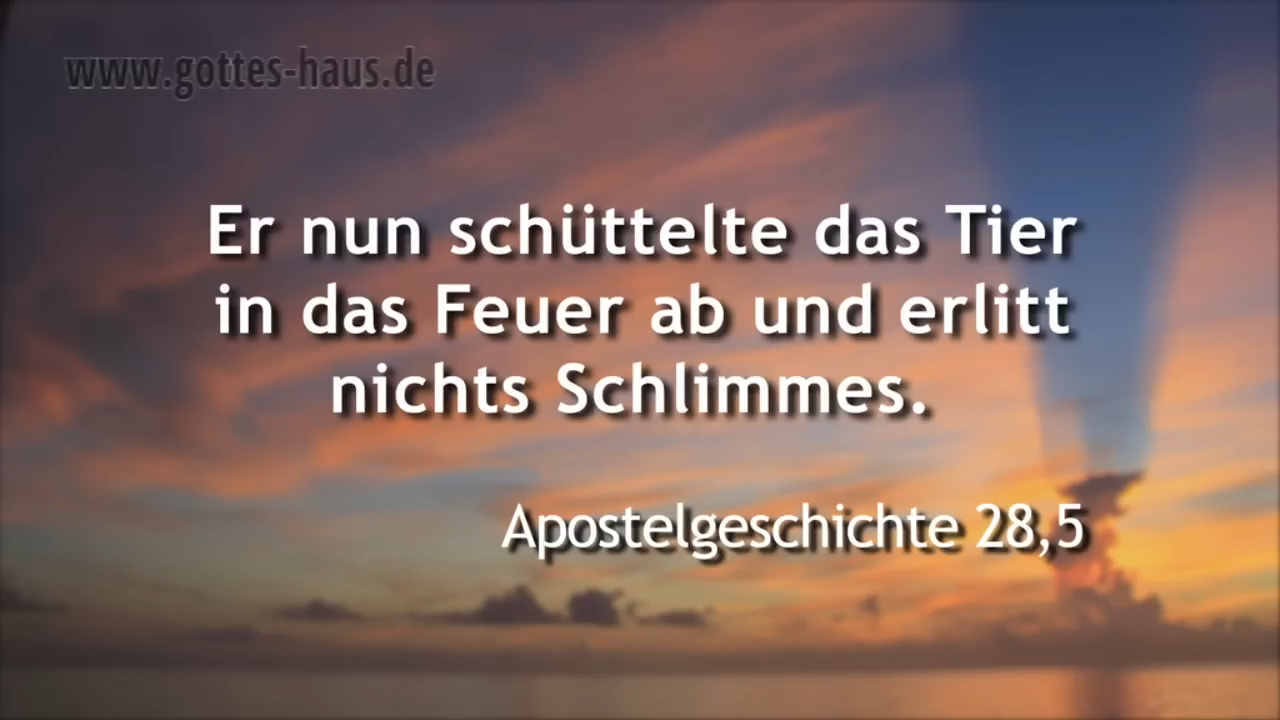 www.gottes-haus.de
Er nun schüttelte das Tier
in das Feuer ab und erlitt
nichts Schlimmes.
Apostelgeschichte 28,5